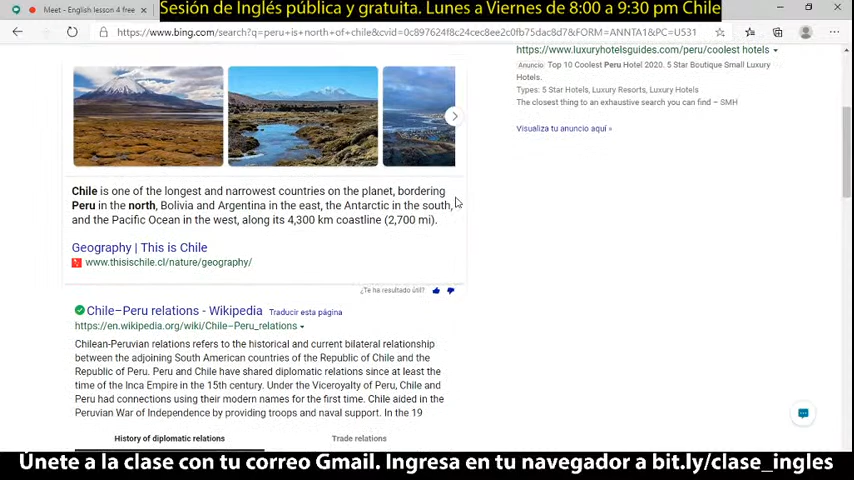 Sesión de Inglés pública y gratuita. Lunes a Viernes de 8:00 a 9:30 pm Chile
Meet - English lesson 4 free
https://www.bing.com/search?q=peru+is+north+of+chile&cvid=0c897624f8c24cec8ee2c0fb75dac8d7&FORM=ANNTA1&PC=U531
https://www.luxuryhotelsguides.com/peru/coolest hotels
Anuncio Top 10 Coolest Peru Hotel 2020. 5 Star Boutique Small Luxury
Hotels.
Types: 5 Star Hotels, Luxury Resorts, Luxury Hotels
The closest thing to an exhaustive search you can find – SMH
Visualiza tu anuncio aquí »
Chile is one of the longest and narrowest countries on the planet, bordering
Peru in the north, Bolivia and Argentina in the east, the Antarctic in the south,
and the Pacific Ocean in the west, along its 4,300 km coastline (2,700 mi).
Geography | This is Chile
www.thisischile.cl/nature/geography/
¿Te ha resultado útil?
Chile–Peru relations - Wikipedia Traducir esta página
https://en.wikipedia.org/wiki/Chile–Peru_relations
Chilean-Peruvian relations refers to the historical and current bilateral relationship
between the adjoining South American countries of the Republic of Chile and the
Republic of Peru. Peru and Chile have shared diplomatic relations since at least the
time of the Inca Empire in the 15th century. Under the Viceroyalty of Peru, Chile and
Peru had connections using their modern names for the first time. Chile aided in the
Peruvian War of Independence by providing troops and naval support. In the 19
History of diplomatic relations Trade relations
Únete a la clase con tu correo Gmail. Ingresa en tu navegador a bit.ly/clase_ingles